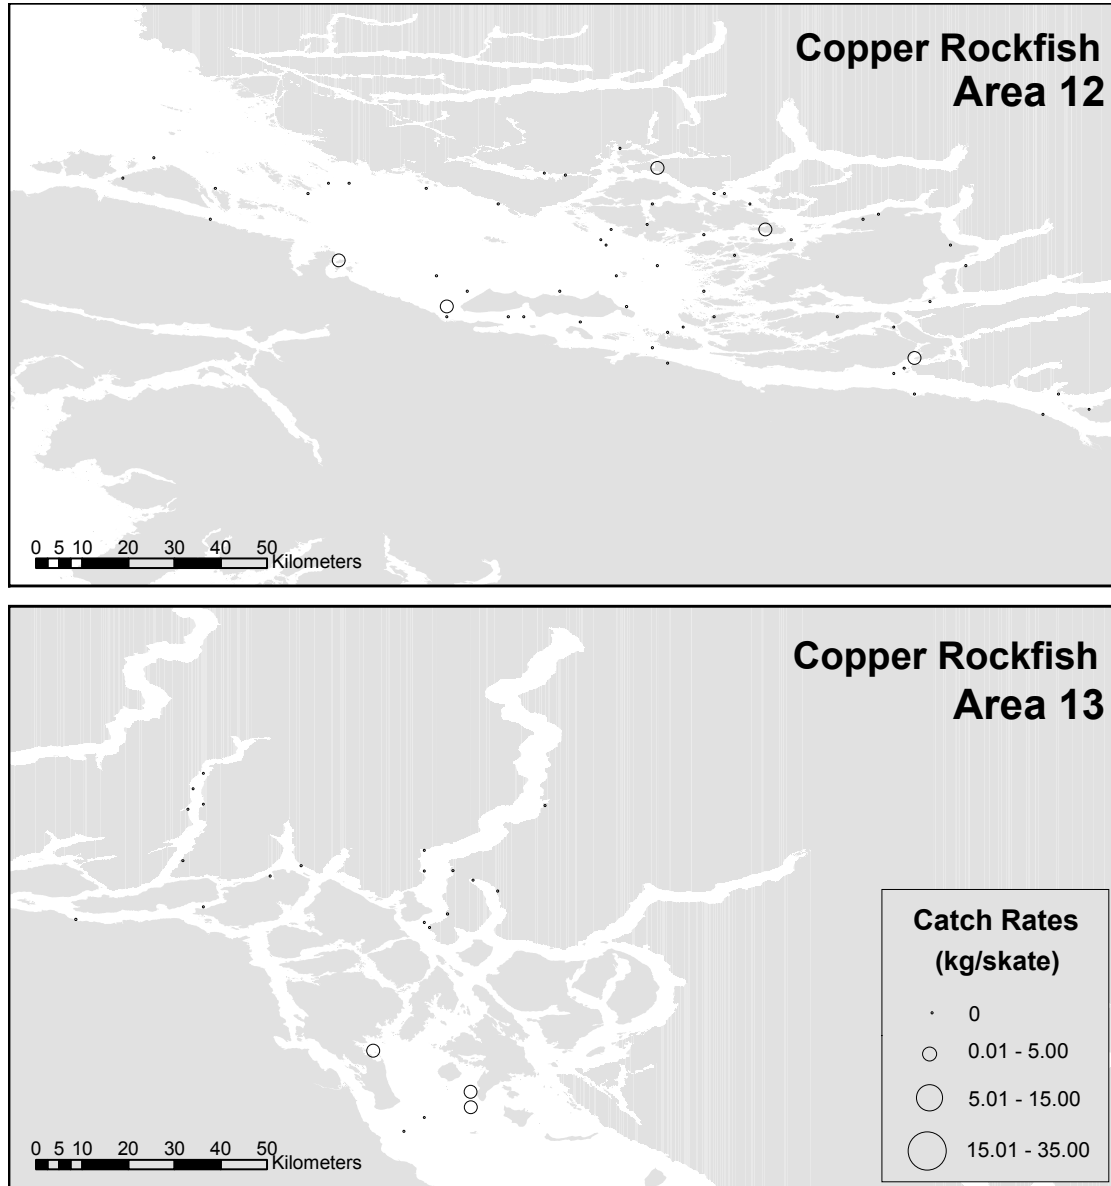 Copper Rockfish
Area 12
0 5 10 20 30 40 50
Kilometers
Copper Rockfish
Area 13
Catch Rates
(kg/skate)
0
0.01 - 5.00
5.01 - 15.00
15.01 - 35.00
0 5 10 20 30 40 50
Kilometers